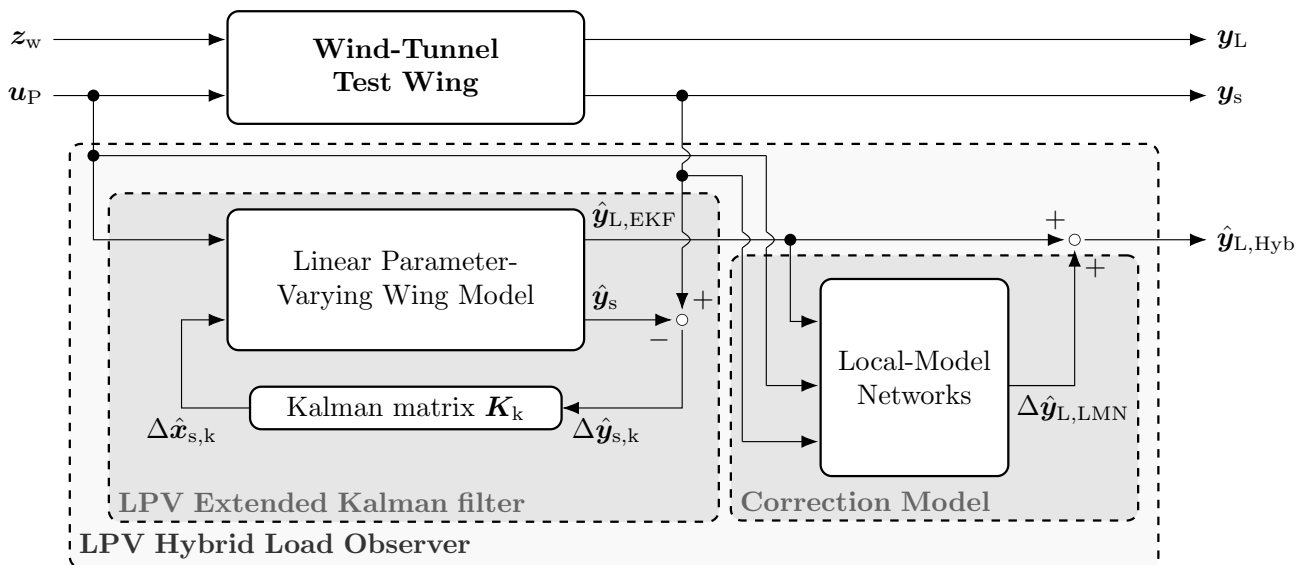 z_w
Wind-Tunnel
Test Wing
y_L
u_P
y_s
ŷ_L,EKF
+
ŷ_L,Hyb
Linear Parameter-
Varying Wing Model
+
ŷ_s
+
−
Local-Model
Networks
Kalman matrix K_k
Δx̂_s,k
Δŷ_s,k
Δŷ_L,LMN
LPV Extended Kalman filter
Correction Model
LPV Hybrid Load Observer